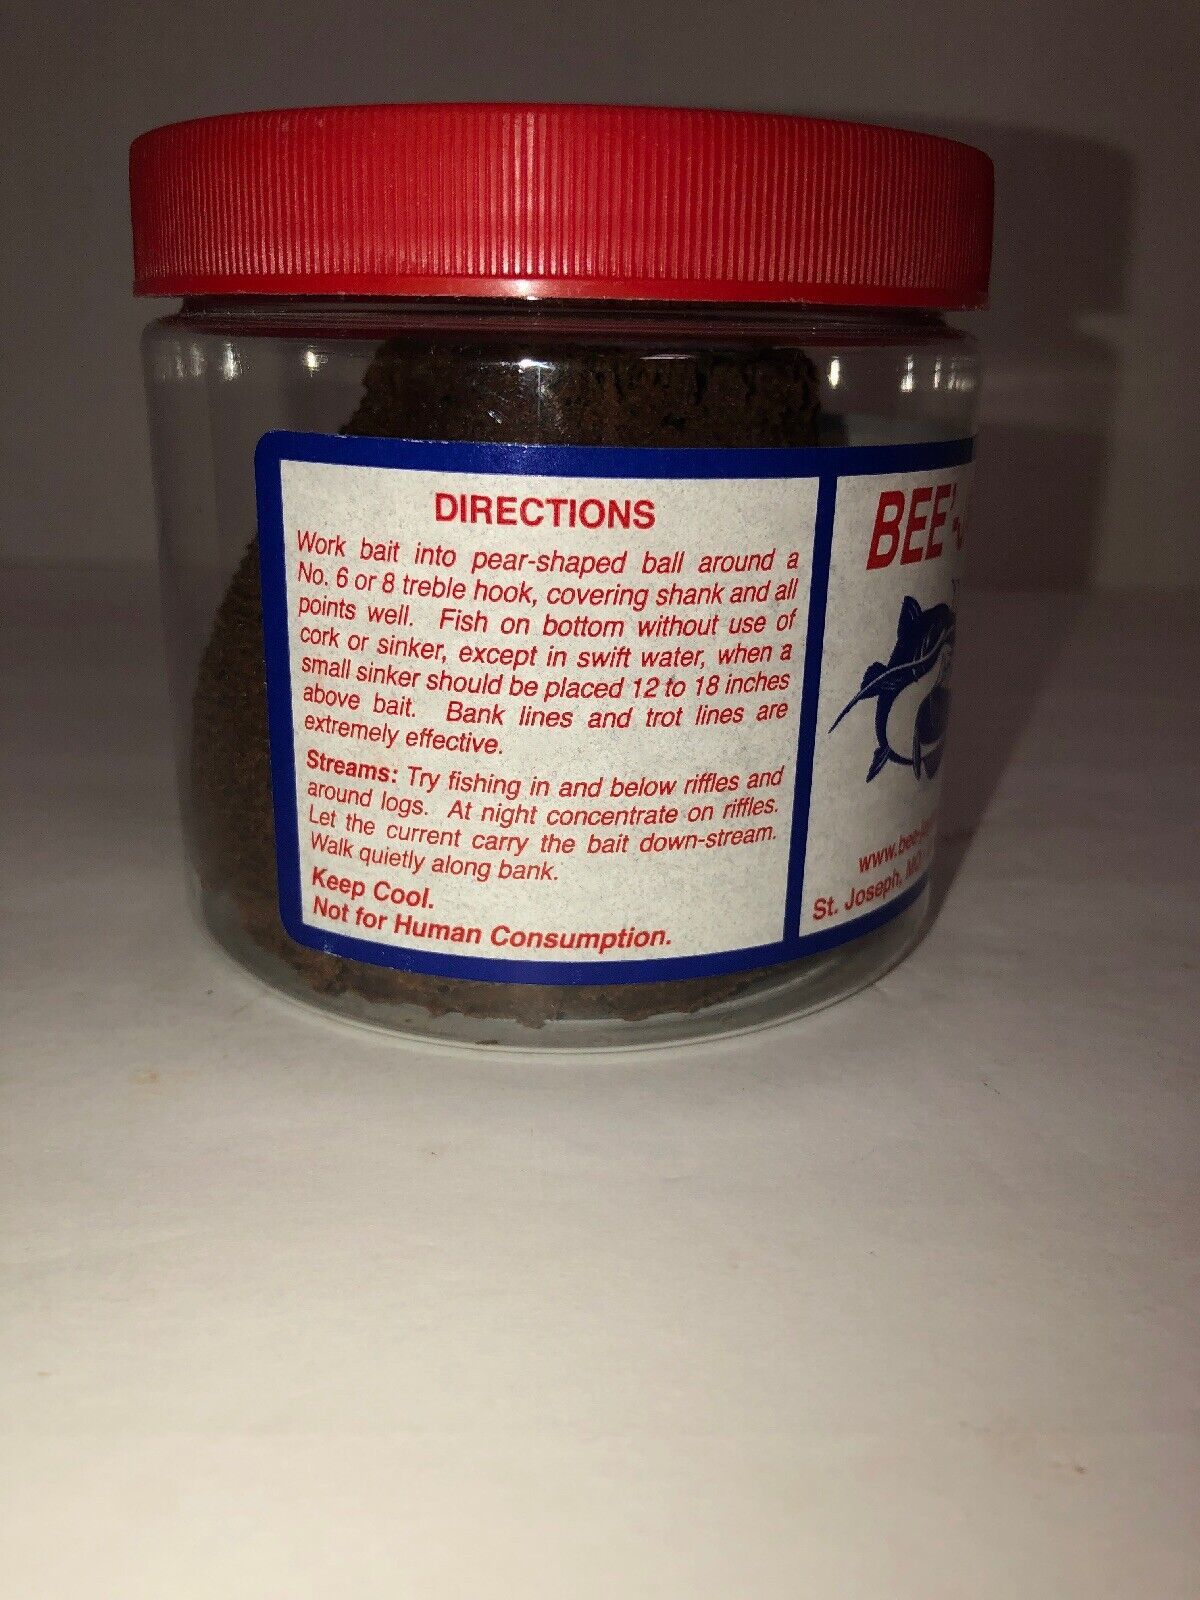 DIRECTIONS
Work bait into pear-shaped ball around a
No. 6 or 8 treble hook, covering shank and all
points well. Fish on bottom without use of
cork or sinker, except in swift water, when a
small sinker should be placed 12 to 18 inches
above bait. Bank lines and trot lines are
extremely effective.
Streams: Try fishing in and below riffles and
around logs. At night concentrate on riffles.
Let the current carry the bait down-stream.
Walk quietly along bank.
Keep Cool.
Not for Human Consumption.
BEE'-J
www.bee-
St. Joseph, MO